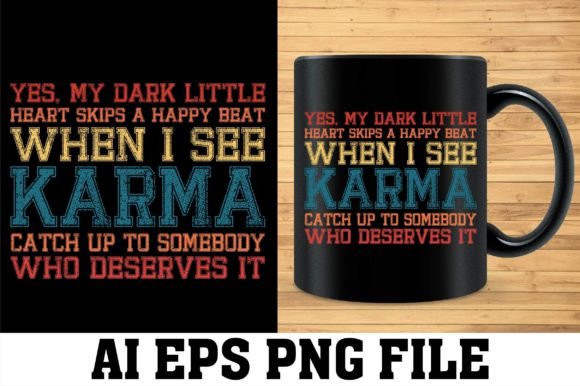 YES, MY DARK LITTLE
HEART SKIPS A HAPPY BEAT
WHEN I SEE
KARMA
CATCH UP TO SOMEBODY
WHO DESERVES IT
YES, MY DARK LITTLE
HEART SKIPS A HAPPY BEAT
WHEN I SEE
KARMA
CATCH UP TO SOMEBODY
WHO DESERVES IT
AI EPS PNG FILE